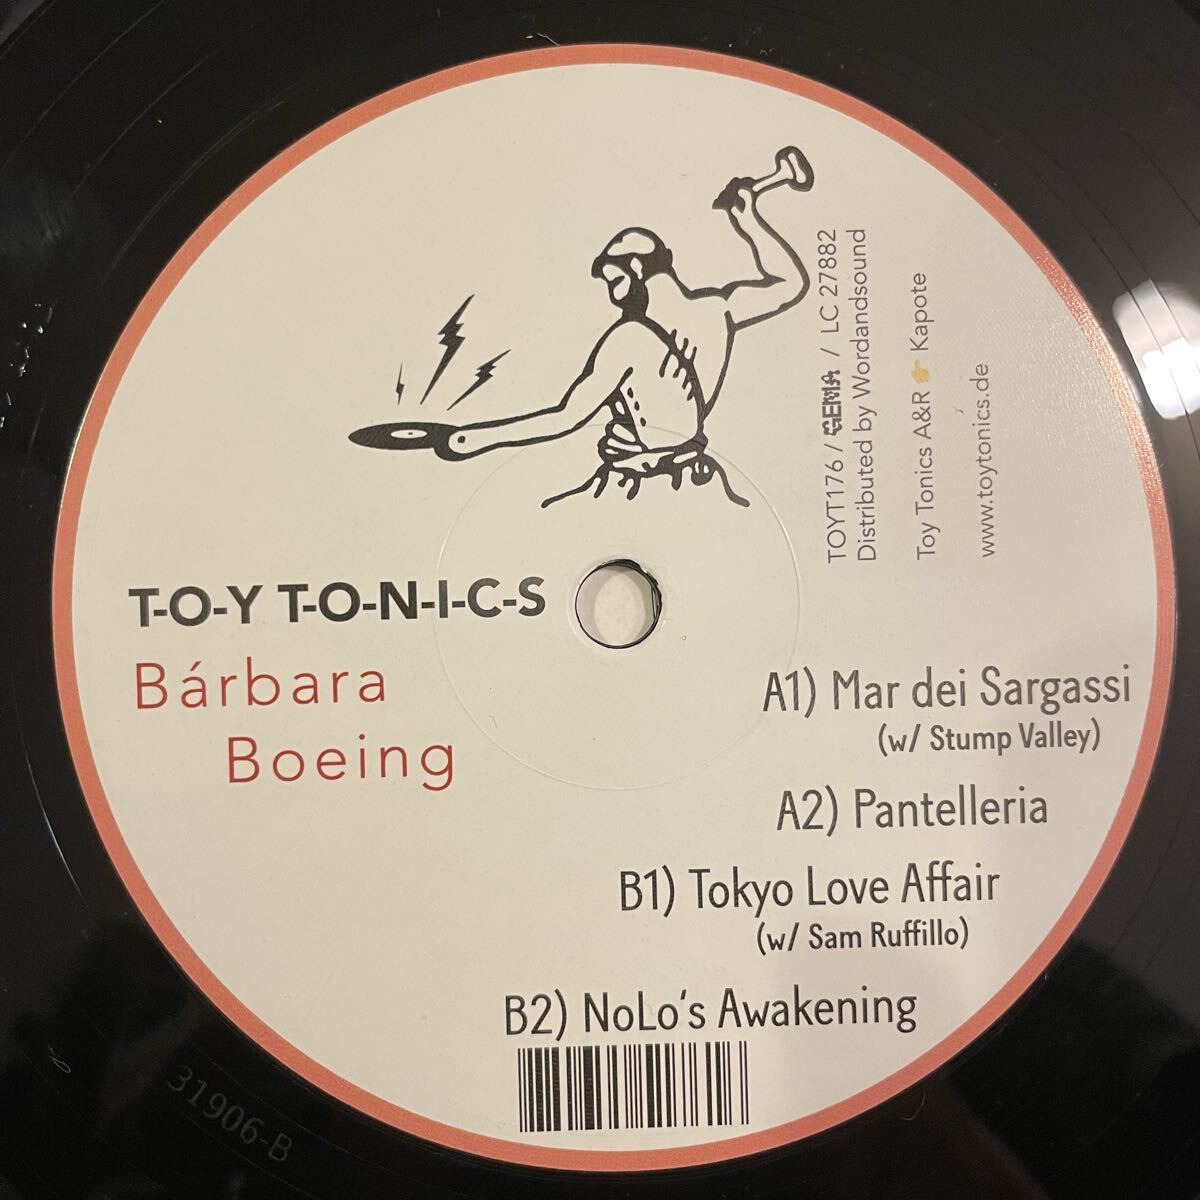 TOYT176 / GEMA / LC 27882
Distributed by Wordandsound
Toy Tonics A&R 👉 Kapote
www.toytonics.de
T-O-Y T-O-N-I-C-S
Bárbara
Boeing
A1) Mar dei Sargassi
(w/ Stump Valley)
A2) Pantelleria
B1) Tokyo Love Affair
(w/ Sam Ruffillo)
B2) NoLo's Awakening
31906-B